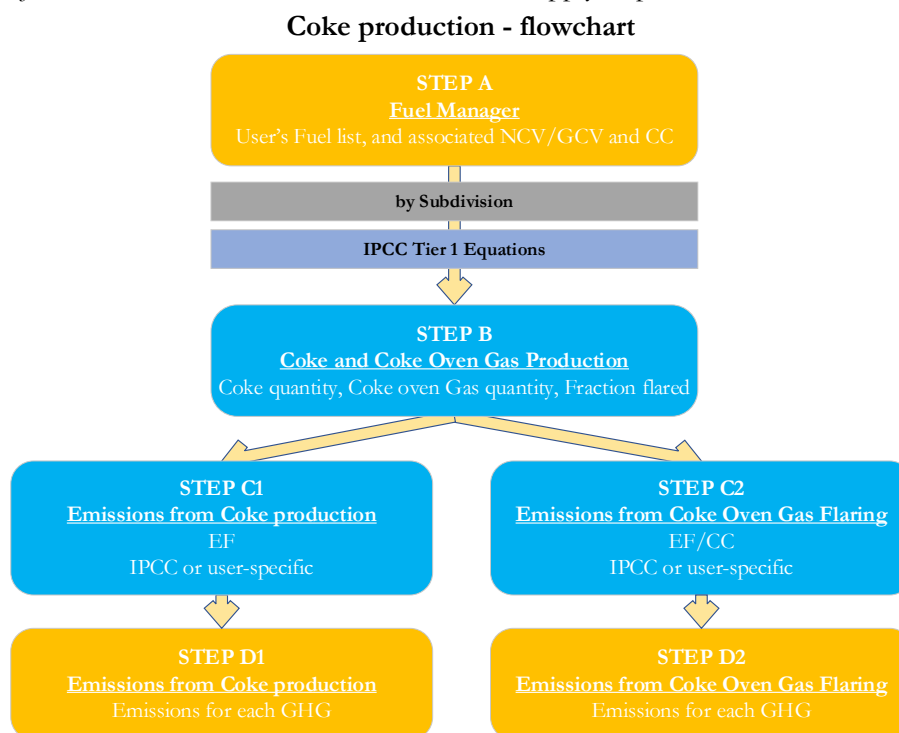 Coke production - flowchart
STEP A
Fuel Manager
User's Fuel list, and associated NCV/GCV and CC
by Subdivision
IPCC Tier 1 Equations
STEP B
Coke and Coke Oven Gas Production
Coke quantity, Coke oven Gas quantity, Fraction flared
STEP C1
Emissions from Coke production
EF
IPCC or user-specific
STEP C2
Emissions from Coke Oven Gas Flaring
EF/CC
IPCC or user-specific
STEP D1
Emissions from Coke production
Emissions for each GHG
STEP D2
Emissions from Coke Oven Gas Flaring
Emissions for each GHG